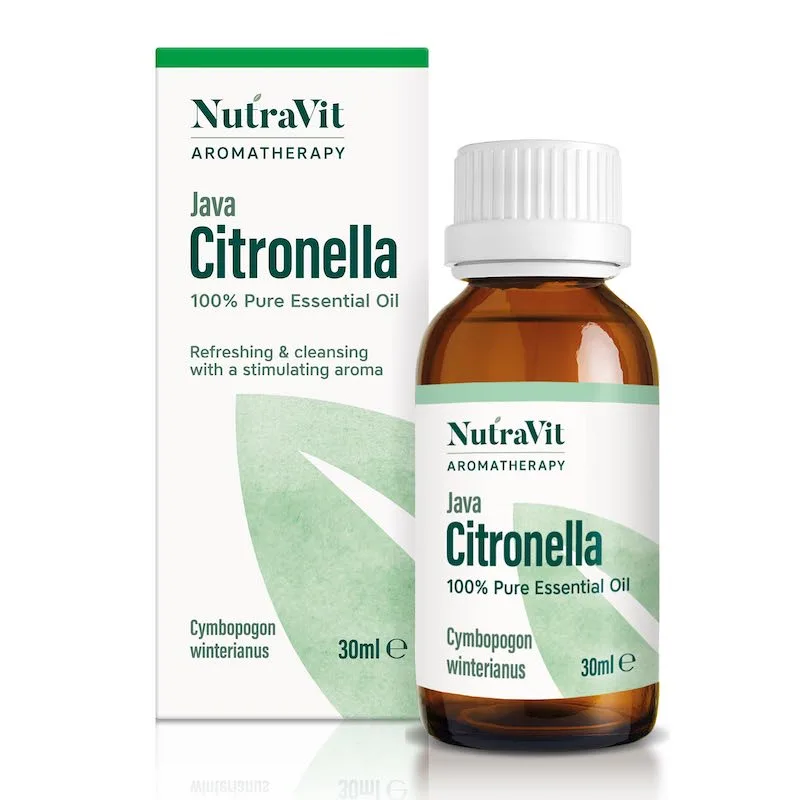 NutraVit
AROMATHERAPY
Java
Citronella
100% Pure Essential Oil
Refreshing & cleansing
with a stimulating aroma
Cymbopogon
winterianus
30ml ℮
NutraVit
AROMATHERAPY
Java
Citronella
100% Pure Essential Oil
Cymbopogon
winterianus
30ml ℮